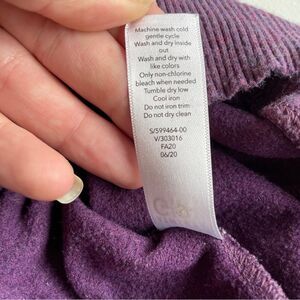 Machine wash cold
gentle cycle
Wash and dry inside
out
Wash and dry with
like colors
Only non-chlorine
bleach when needed
Tumble dry low
Cool iron
Do not iron trim
Do not dry clean
S/599464-00
V/303016
FA20
06/20